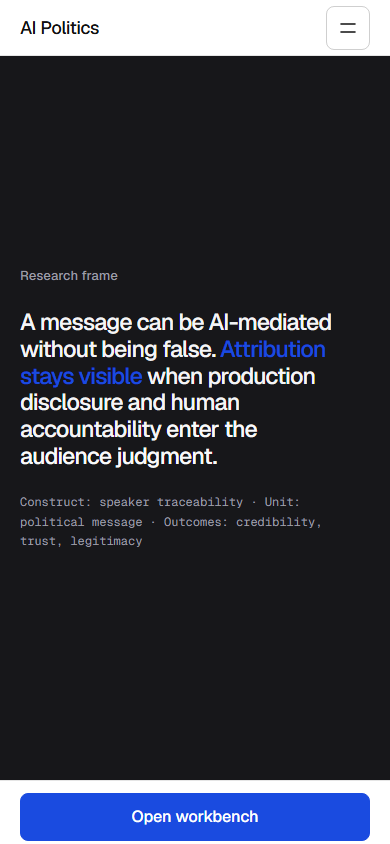 AI Politics
Research frame
A message can be AI-mediated
without being false. Attribution
stays visible when production
disclosure and human
accountability enter the
audience judgment.
Construct: speaker traceability · Unit:
political message · Outcomes: credibility,
trust, legitimacy
Open workbench